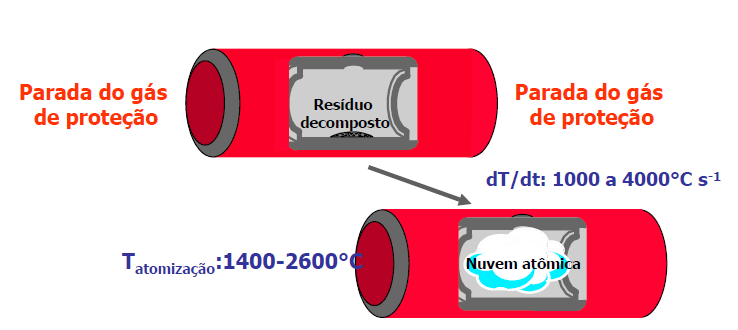 Parada do gás
de proteção
Resíduo
decomposto
Parada do gás
de proteção
dT/dt: 1000 a 4000°C s⁻¹
Tatomização:1400-2600°C
Nuvem atômica